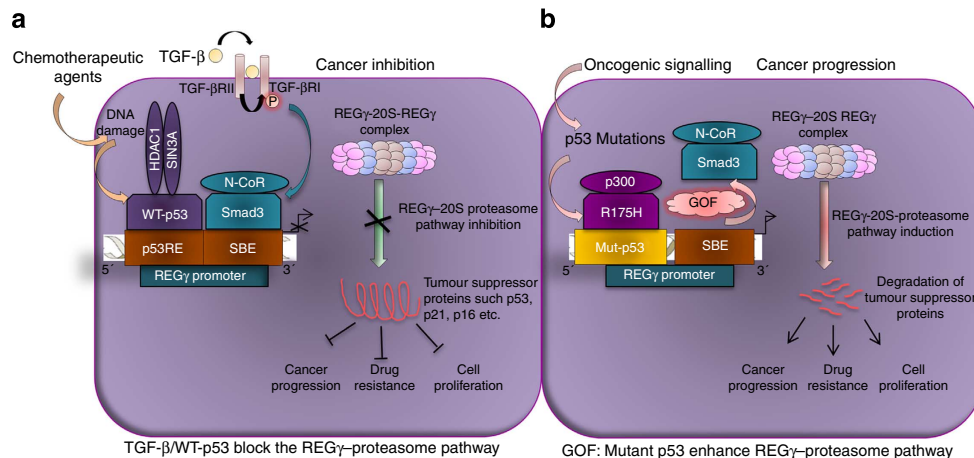 a
Chemotherapeutic
agents
TGF-β
TGF-βRII
TGF-βRI
P
Cancer inhibition
DNA
damage
HDAC1
SIN3A
WT-p53
N-CoR
Smad3
p53RE
SBE
5´
3´
REGγ promoter
REGγ-20S-REGγ
complex
REGγ–20S proteasome
pathway inhibition
Tumour suppressor
proteins such p53,
p21, p16 etc.
Cancer
progression
Drug
resistance
Cell
proliferation
TGF-β/WT-p53 block the REGγ–proteasome pathway
b
Oncogenic signalling
Cancer progression
p53 Mutations
N-CoR
Smad3
p300
R175H
GOF
Mut-p53
SBE
5´
3´
REGγ promoter
REGγ–20S REGγ
complex
REGγ–20S-proteasome
pathway induction
Degradation of
tumour suppressor
proteins
Cancer
progression
Drug
resistance
Cell
proliferation
GOF: Mutant p53 enhance REGγ–proteasome pathway